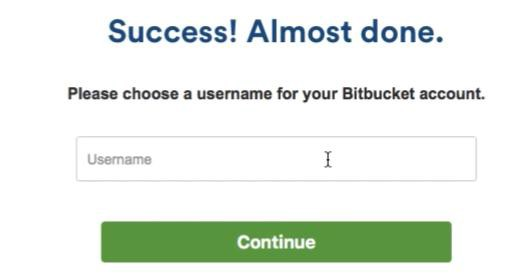 Success! Almost done.
Please choose a username for your Bitbucket account.
Username
Continue